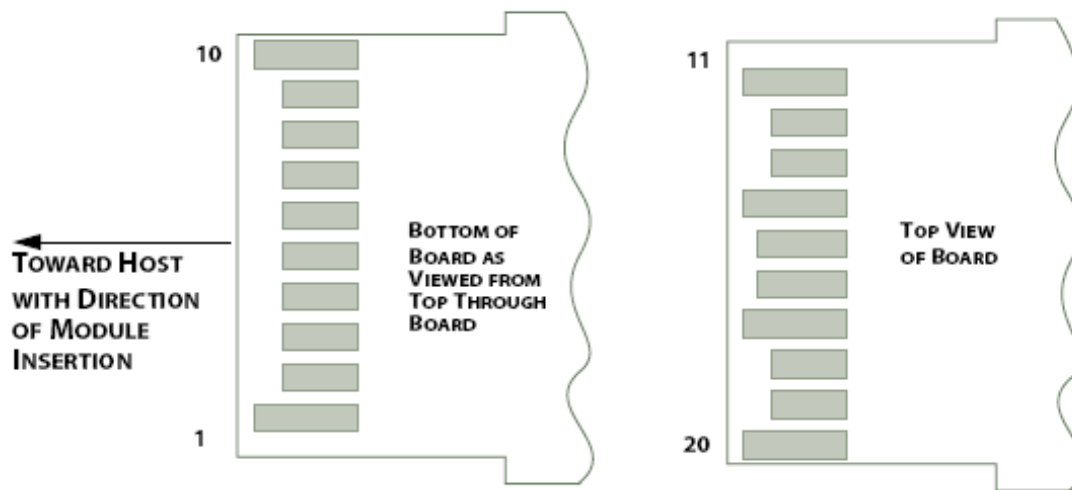 10
1
TOWARD HOST
WITH DIRECTION
OF MODULE
INSERTION
BOTTOM OF
BOARD AS
VIEWED FROM
TOP THROUGH
BOARD
11
20
TOP VIEW
OF BOARD